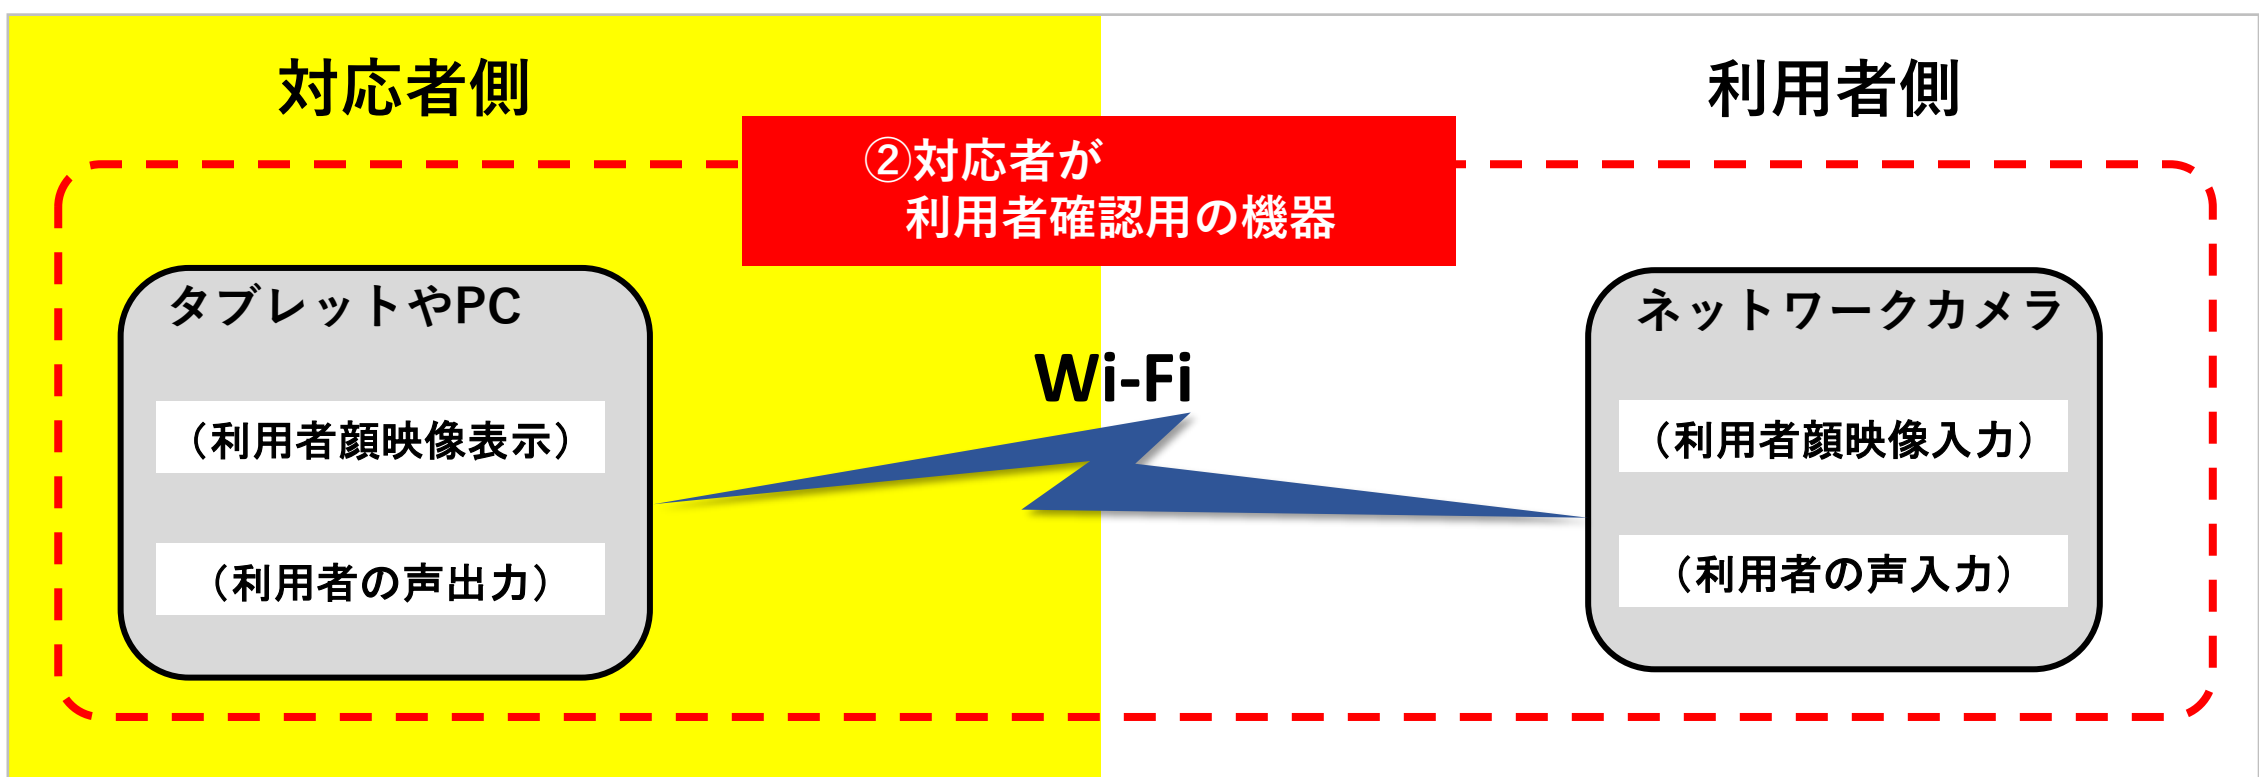 対応者側
利用者側
②対応者が
利用者確認用の機器
タブレットやPC
(利用者顔映像表示)
(利用者の声出力)
Wi-Fi
ネットワークカメラ
(利用者顔映像入力)
(利用者の声入力)